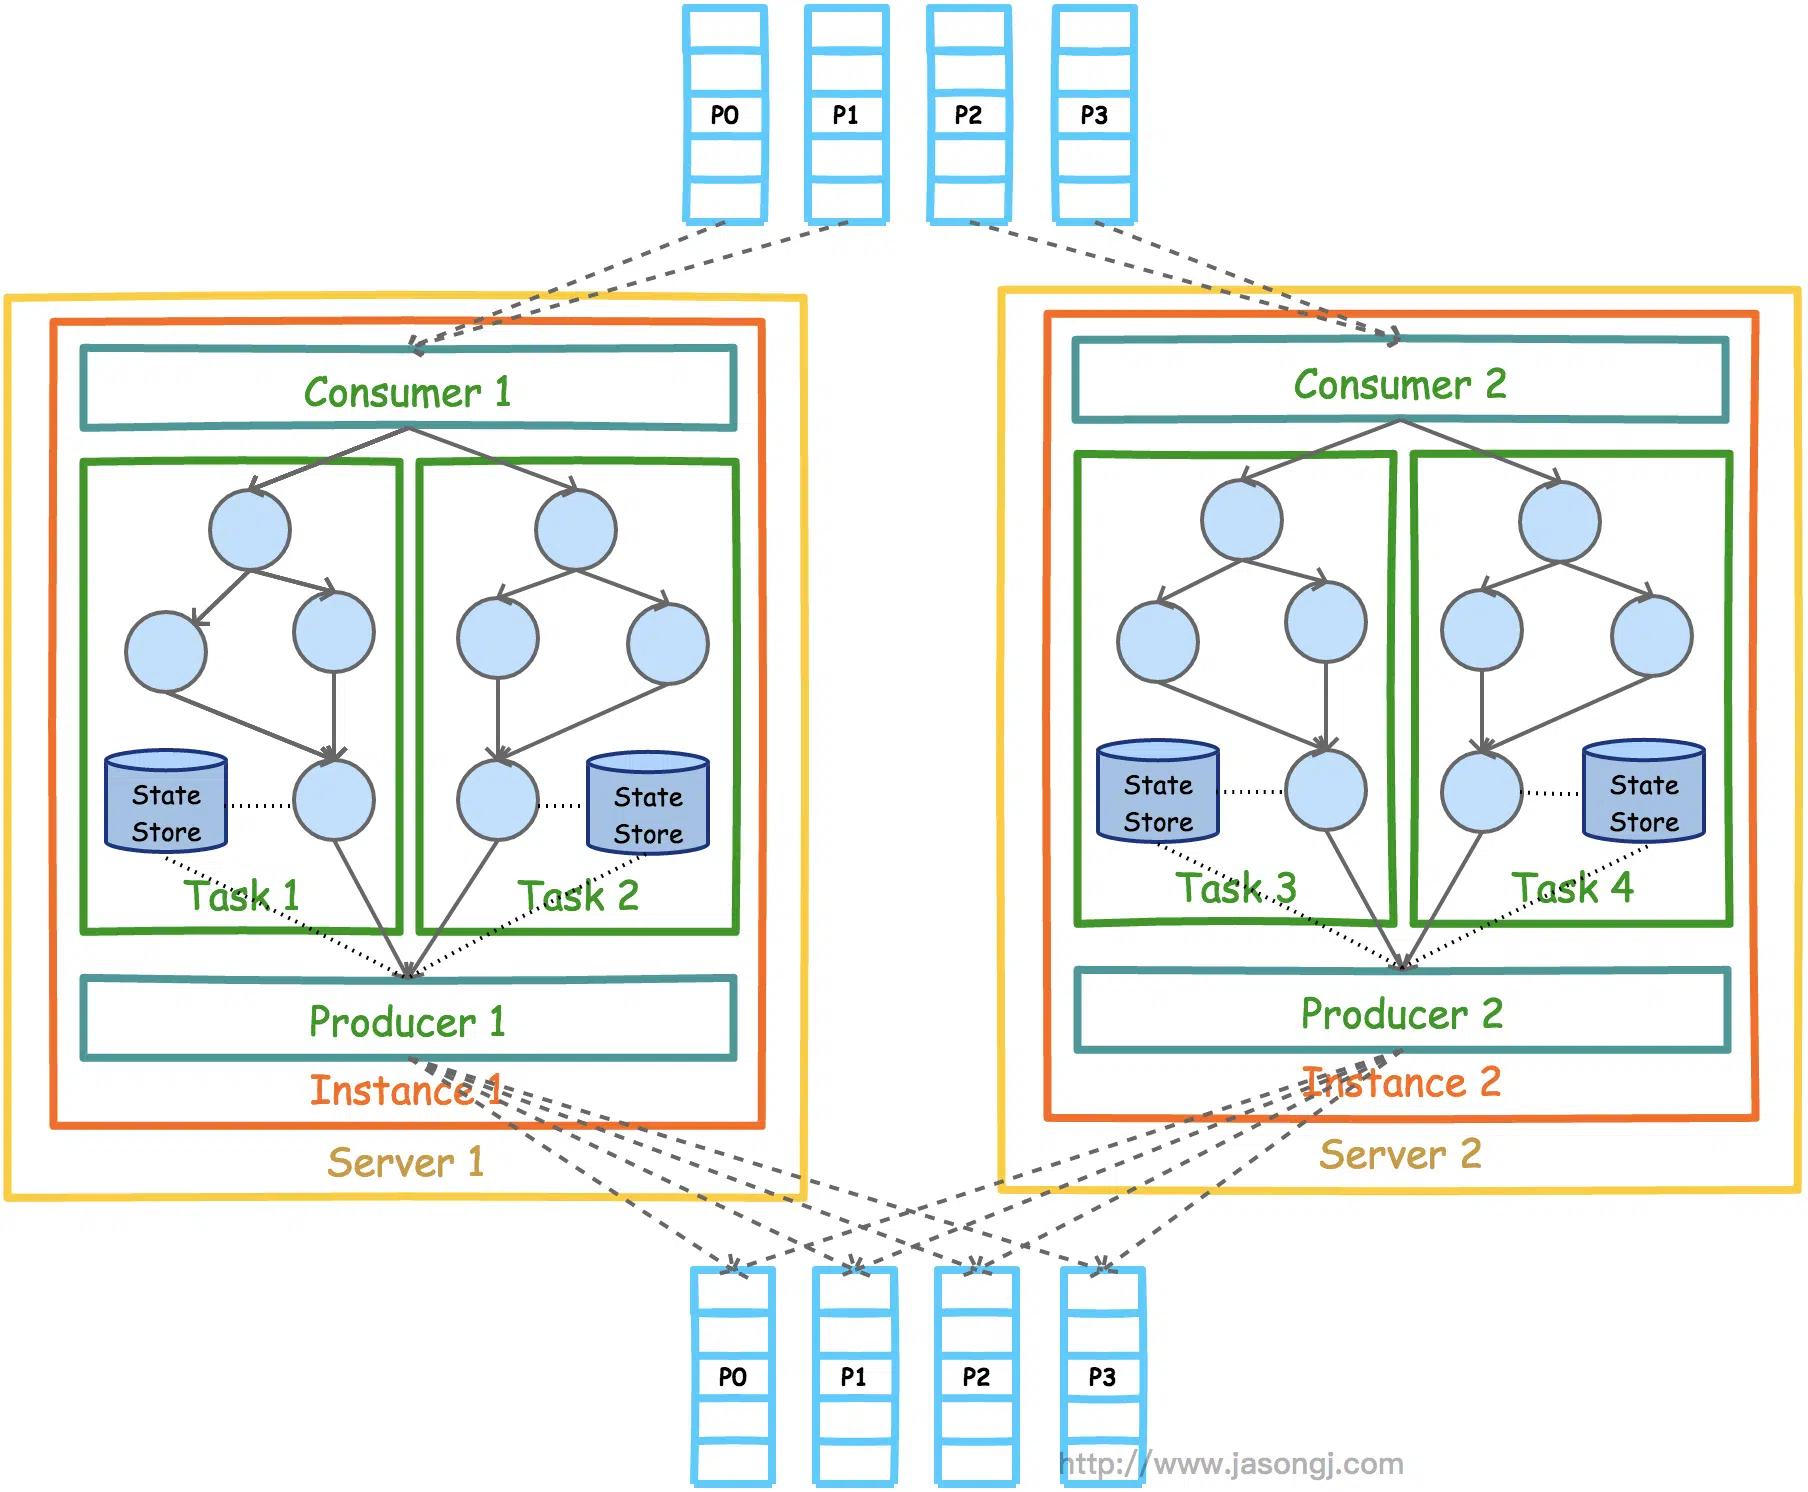 P0 P1 P2 P3
Consumer 1
Consumer 2
State
Store
State
Store
State
Store
State
Store
Task 1
Task 2
Task 3
Task 4
Producer 1
Producer 2
Instance 1
Instance 2
Server 1
Server 2
P0 P1 P2 P3
http://www.jasongj.com